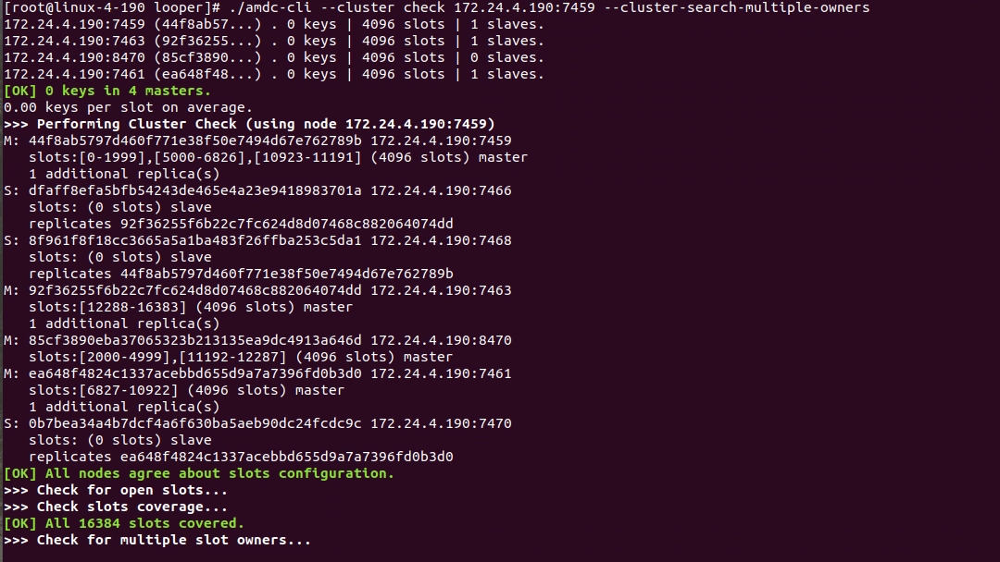 [root@linux-4-190 looper]# ./amdc-cli --cluster check 172.24.4.190:7459 --cluster-search-multiple-owners
172.24.4.190:7459 (44f8ab57...) . 0 keys | 4096 slots | 1 slaves.
172.24.4.190:7463 (92f36255...) . 0 keys | 4096 slots | 1 slaves.
172.24.4.190:8470 (85cf3890...) . 0 keys | 4096 slots | 0 slaves.
172.24.4.190:7461 (ea648f48...) . 0 keys | 4096 slots | 1 slaves.
[OK] 0 keys in 4 masters.
0.00 keys per slot on average.
>>> Performing Cluster Check (using node 172.24.4.190:7459)
M: 44f8ab5797d460f771e38f50e7494d67e762789b 172.24.4.190:7459
   slots:[0-1999],[5000-6826],[10923-11191] (4096 slots) master
   1 additional replica(s)
S: dfaff8efa5bfb54243de465e4a23e9418983701a 172.24.4.190:7466
   slots: (0 slots) slave
   replicates 92f36255f6b22c7fc624d8d07468c882064074dd
S: 8f961f8f18cc3665a5a1ba483f26ffba253c5da1 172.24.4.190:7468
   slots: (0 slots) slave
   replicates 44f8ab5797d460f771e38f50e7494d67e762789b
M: 92f36255f6b22c7fc624d8d07468c882064074dd 172.24.4.190:7463
   slots:[12288-16383] (4096 slots) master
   1 additional replica(s)
M: 85cf3890eba37065323b213135ea9dc4913a646d 172.24.4.190:8470
   slots:[2000-4999],[11192-12287] (4096 slots) master
M: ea648f4824c1337acebbd655d9a7a7396fd0b3d0 172.24.4.190:7461
   slots:[6827-10922] (4096 slots) master
   1 additional replica(s)
S: 0b7bea34a4b7dcf4a6f630ba5aeb90dc24fcdc9c 172.24.4.190:7470
   slots: (0 slots) slave
   replicates ea648f4824c1337acebbd655d9a7a7396fd0b3d0
[OK] All nodes agree about slots configuration.
>>> Check for open slots...
>>> Check slots coverage...
[OK] All 16384 slots covered.
>>> Check for multiple slot owners...